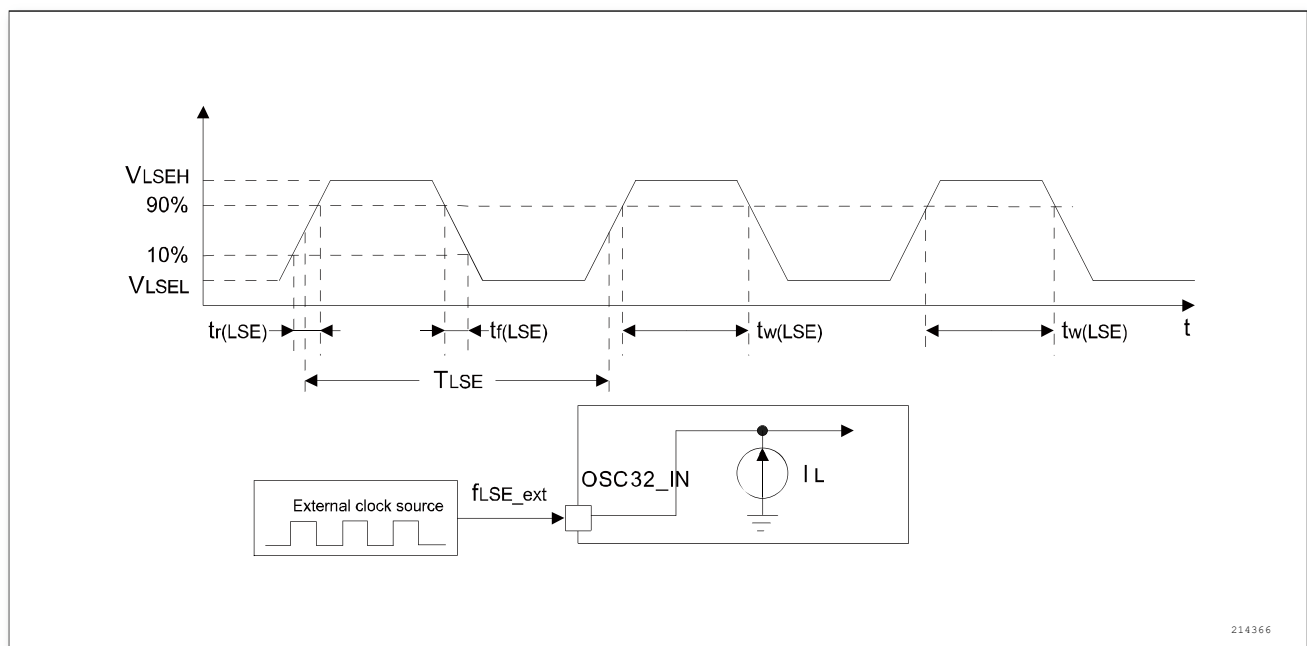 VLSEH
90%
10%
VLSEL
tr(LSE)
tf(LSE)
tw(LSE)
tw(LSE)
t
TLSE
OSC32_IN
IL
fLSE_ext
External clock source
214366